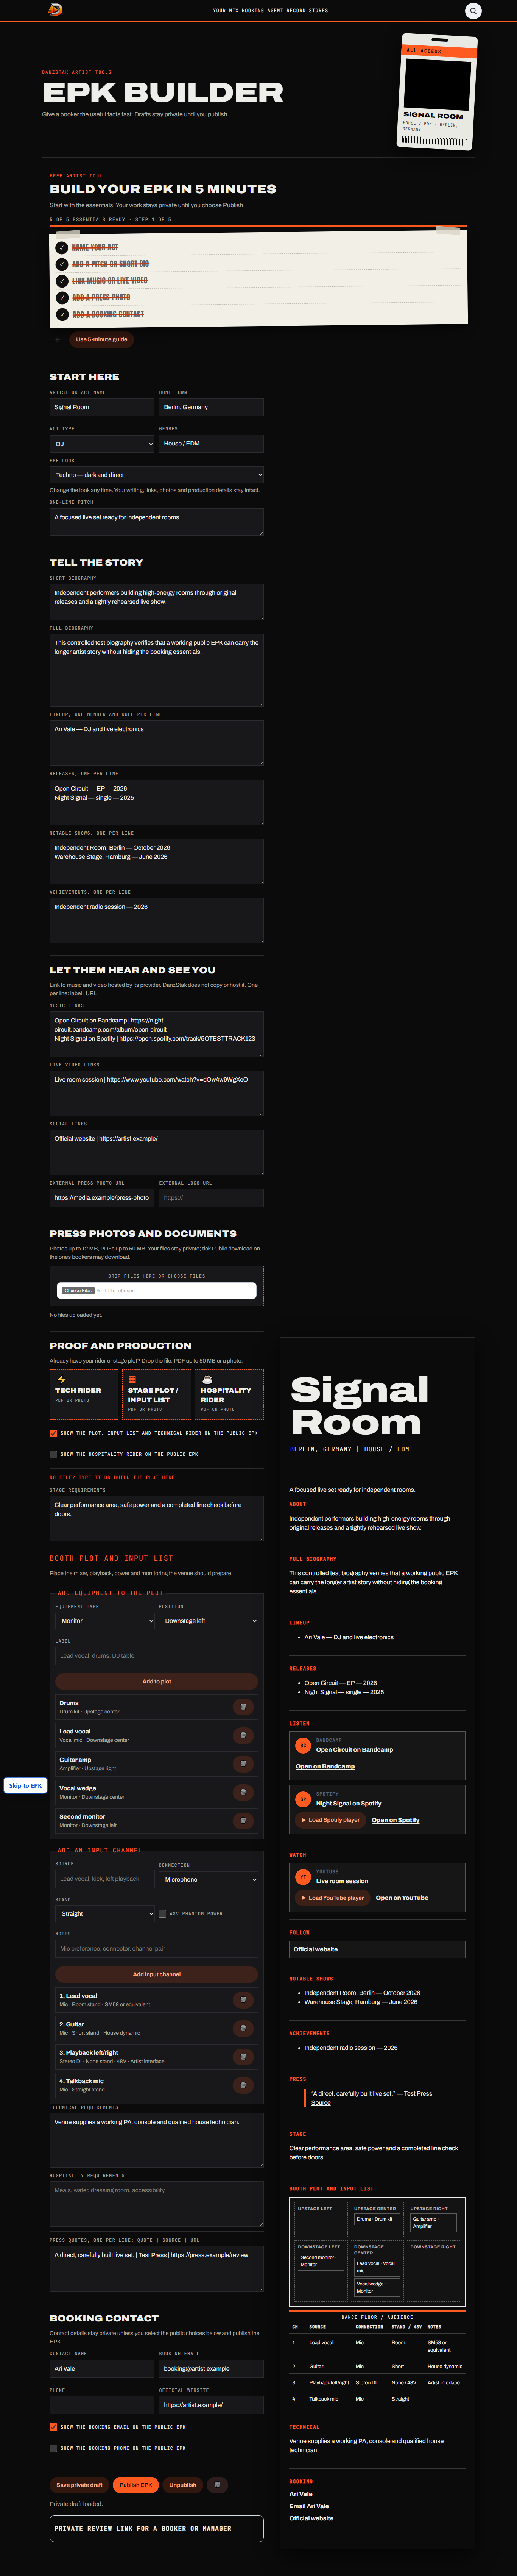 YOUR MIX BOOKING AGENT RECORD STORES
DANZSTAK ARTIST TOOLS
EPK BUILDER
Give a booker the useful facts fast. Drafts stay private until you publish.
ALL ACCESS
SIGNAL ROOM
HOUSE / EDM · BERLIN,
GERMANY
FREE ARTIST TOOL
BUILD YOUR EPK IN 5 MINUTES
Start with the essentials. Your work stays private until you choose Publish.
5 OF 5 ESSENTIALS READY · STEP 1 OF 5
NAME YOUR ACT
ADD A PITCH OR SHORT BIO
LINK MUSIC OR LIVE VIDEO
ADD A PRESS PHOTO
ADD A BOOKING CONTACT
Use 5-minute guide
START HERE
ARTIST OR ACT NAME
HOME TOWN
Signal Room
Berlin, Germany
ACT TYPE
GENRES
DJ
House / EDM
EPK LOOK
Techno — dark and direct
Change the look any time. Your writing, links, photos and production details stay intact.
ONE-LINE PITCH
A focused live set ready for independent rooms.
TELL THE STORY
SHORT BIOGRAPHY
Independent performers building high-energy rooms through original
releases and a tightly rehearsed live show.
FULL BIOGRAPHY
This controlled test biography verifies that a working public EPK can carry the
longer artist story without hiding the booking essentials.
LINEUP, ONE MEMBER AND ROLE PER LINE
Ari Vale — DJ and live electronics
RELEASES, ONE PER LINE
Open Circuit — EP — 2026
Night Signal — single — 2025
NOTABLE SHOWS, ONE PER LINE
Independent Room, Berlin — October 2026
Warehouse Stage, Hamburg — June 2026
ACHIEVEMENTS, ONE PER LINE
Independent radio session — 2026
LET THEM HEAR AND SEE YOU
Link to music and video hosted by its provider. DanzStak does not copy or host it. One
per line: label | URL
MUSIC LINKS
Open Circuit on Bandcamp | https://night-
circuit.bandcamp.com/album/open-circuit
Night Signal on Spotify | https://open.spotify.com/track/SQTESTTRACK123
LIVE VIDEO LINKS
Live room session | https://www.youtube.com/watch?v=dQw4w9WgXcQ
SOCIAL LINKS
Official website | https://artist.example/
EXTERNAL PRESS PHOTO URL
EXTERNAL LOGO URL
https://media.example/press-photo
https://
PRESS PHOTOS AND DOCUMENTS
Photos up to 12 MB, PDFs up to 50 MB. Your files stay private; tick Public download on
the ones bookers may download.
DROP FILES HERE OR CHOOSE FILES
Choose Files No file chosen
No files uploaded yet.
PROOF AND PRODUCTION
Already have your rider or stage plot? Drop the file. PDF up to 50 MB or a photo.
TECH RIDER
PDF OR PHOTO
STAGE PLOT /
INPUT LIST
PDF OR PHOTO
HOSPITALITY
RIDER
PDF OR PHOTO
SHOW THE PLOT, INPUT LIST AND TECHNICAL RIDER ON THE PUBLIC EPK
SHOW THE HOSPITALITY RIDER ON THE PUBLIC EPK
NO FILE? TYPE IT OR BUILD THE PLOT HERE
STAGE REQUIREMENTS
Clear performance area, safe power and a completed line check before
doors.
BOOTH PLOT AND INPUT LIST
Place the mixer, playback, power and monitoring the venue should prepare.
ADD EQUIPMENT TO THE PLOT
EQUIPMENT TYPE
POSITION
Monitor
Downstage left
LABEL
Lead vocal, drums, DJ table
Add to plot
Drums
Drum kit · Upstage center
Lead vocal
Vocal mic · Downstage center
Guitar amp
Amplifier · Upstage right
Vocal wedge
Monitor · Downstage center
Second monitor
Monitor · Downstage left
Skip to EPK
ADD AN INPUT CHANNEL
SOURCE
CONNECTION
Lead vocal, kick, left playback
Microphone
STAND
Straight
48V PHANTOM POWER
NOTES
Mic preference, connector, channel pair
Add input channel
1. Lead vocal
Mic · Boom stand · SM58 or equivalent
2. Guitar
Mic · Short stand · House dynamic
3. Playback left/right
Stereo DI · None stand · 48V · Artist interface
4. Talkback mic
Mic · Straight stand
TECHNICAL REQUIREMENTS
Venue supplies a working PA, console and qualified house technician.
HOSPITALITY REQUIREMENTS
Meals, water, dressing room, accessibility
PRESS QUOTES, ONE PER LINE: QUOTE | SOURCE | URL
A direct, carefully built live set. | Test Press | https://press.example/review
BOOKING CONTACT
Contact details stay private unless you select the public choices below and publish the
EPK.
CONTACT NAME
BOOKING EMAIL
Ari Vale
booking@artist.example
PHONE
OFFICIAL WEBSITE
https://artist.example/
SHOW THE BOOKING EMAIL ON THE PUBLIC EPK
SHOW THE BOOKING PHONE ON THE PUBLIC EPK
Save private draft
Publish EPK
Unpublish
Private draft loaded.
PRIVATE REVIEW LINK FOR A BOOKER OR MANAGER
Signal
Room
BERLIN, GERMANY | HOUSE / EDM
A focused live set ready for independent rooms.
ABOUT
Independent performers building high-energy rooms through original
releases and a tightly rehearsed live show.
FULL BIOGRAPHY
This controlled test biography verifies that a working public EPK
can carry the longer artist story without hiding the booking
essentials.
LINEUP
Ari Vale — DJ and live electronics
RELEASES
Open Circuit — EP — 2026
Night Signal — single — 2025
LISTEN
BC
BANDCAMP
Open Circuit on Bandcamp
Open on Bandcamp
SP
SPOTIFY
Night Signal on Spotify
Load Spotify player
Open on Spotify
WATCH
YT
YOUTUBE
Live room session
Load YouTube player
Open on YouTube
FOLLOW
Official website
NOTABLE SHOWS
Independent Room, Berlin — October 2026
Warehouse Stage, Hamburg — June 2026
ACHIEVEMENTS
Independent radio session — 2026
PRESS
"A direct, carefully built live set." — Test Press
Source
STAGE
Clear performance area, safe power and a completed line check
before doors.
BOOTH PLOT AND INPUT LIST
UPSTAGE LEFT
UPSTAGE CENTER
Drums · Drum kit
UPSTAGE RIGHT
Guitar amp ·
Amplifier
DOWNSTAGE LEFT
Second monitor ·
Monitor
DOWNSTAGE
CENTER
Lead vocal · Vocal
mic
Vocal wedge ·
Monitor
DOWNSTAGE RIGHT
DANCE FLOOR / AUDIENCE
CH SOURCE CONNECTION STAND / 48V NOTES
1 Lead vocal Mic Boom SM58 or
equivalent
2 Guitar Mic Short House dynamic
3 Playback left/right Stereo DI None / 48V Artist interface
4 Talkback mic Mic Straight —
TECHNICAL
Venue supplies a working PA, console and qualified house
technician.
BOOKING
Ari Vale
Email Ari Vale
Official website